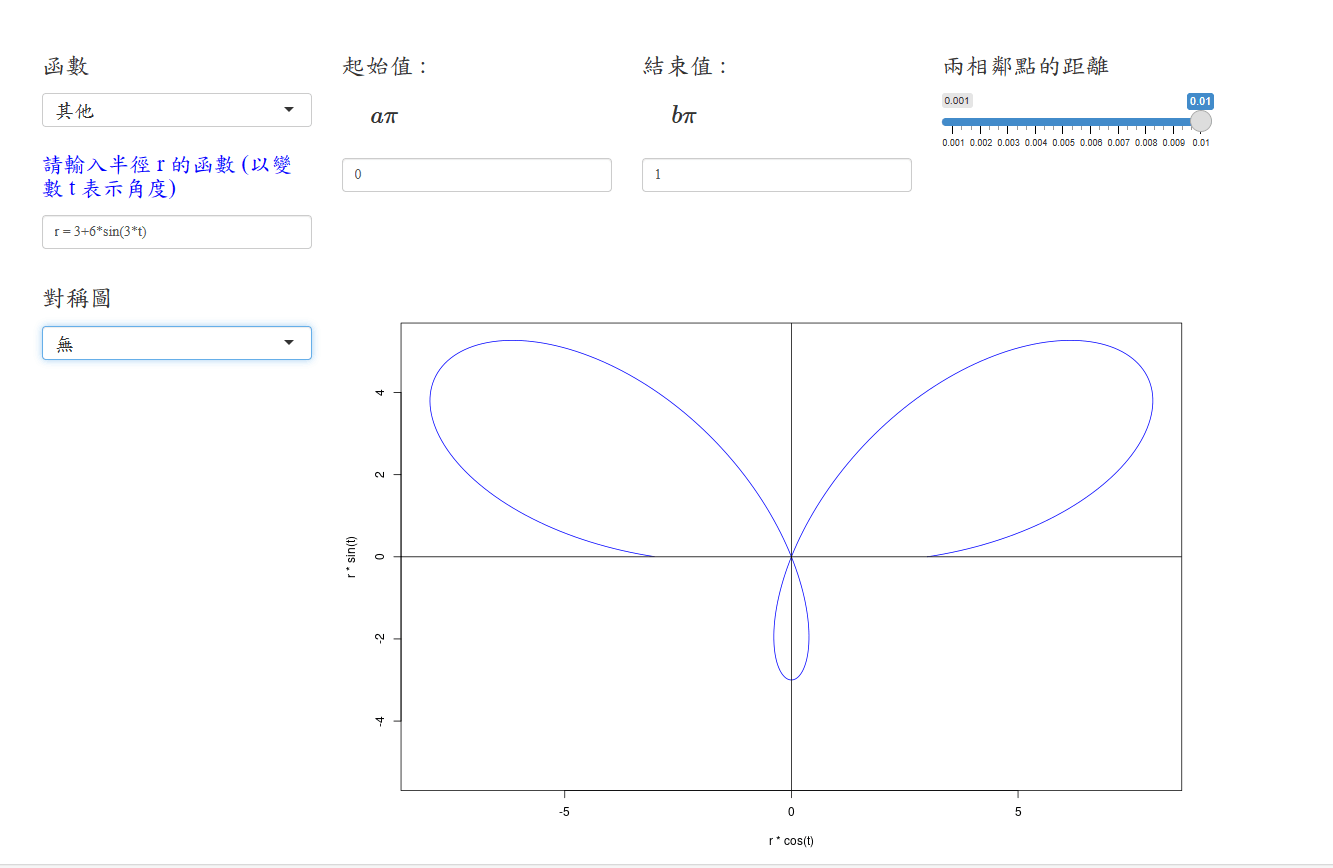 函數
其他
請輸入半徑 r 的函數 (以變
數 t 表示角度)
r = 3+6*sin(3*t)
對稱圖
無
起始值 :
aπ
0
結束值 :
bπ
1
兩相鄰點的距離
0.001
0.01
0.001 0.002 0.003 0.004 0.005 0.006 0.007 0.008 0.009 0.01
r * sin(t)
4
2
0
-2
-4
-5 0 5
r * cos(t)